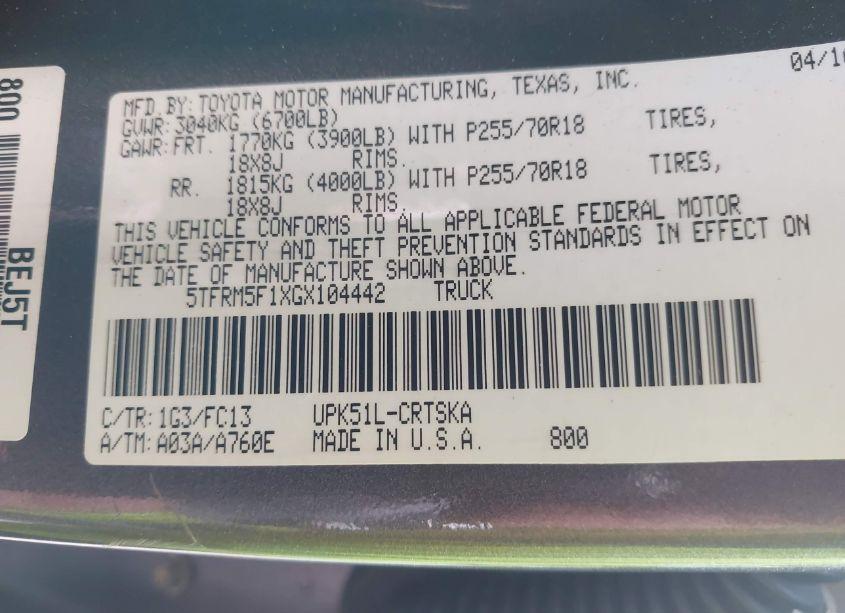 04/16
MFD. BY: TOYOTA MOTOR MANUFACTURING, TEXAS, INC.
GVWR: 3040KG (6700LB)
GAWR: FRT. 1770KG (3900LB) WITH P255/70R18 TIRES,
18X8J RIMS.
RR. 1815KG (4000LB) WITH P255/70R18 TIRES,
18X8J RIMS.
THIS VEHICLE CONFORMS TO ALL APPLICABLE FEDERAL MOTOR
VEHICLE SAFETY AND THEFT PREVENTION STANDARDS IN EFFECT ON
THE DATE OF MANUFACTURE SHOWN ABOVE.
5TFRM5F1XGX104442 TRUCK
C/TR: 1G3/FC13 UPK51L-CRTSKA
A/TM: A03A/A760E MADE IN U.S.A. 800
800
BEJ5T